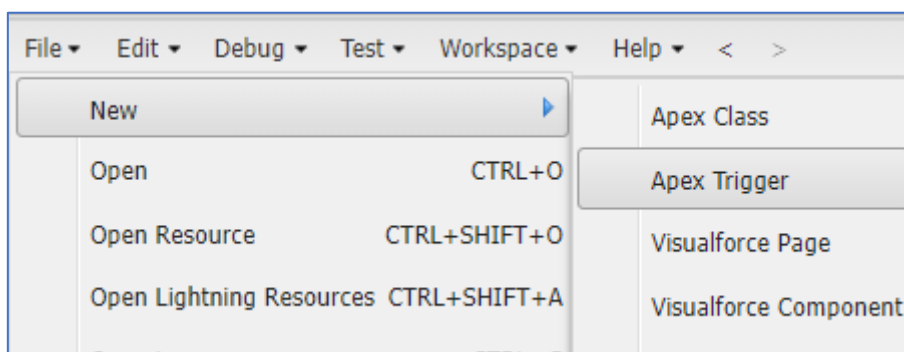 File Edit Debug Test Workspace Help < >
New
Open CTRL+O
Open Resource CTRL+SHIFT+O
Open Lightning Resources CTRL+SHIFT+A
Apex Class
Apex Trigger
Visualforce Page
Visualforce Component